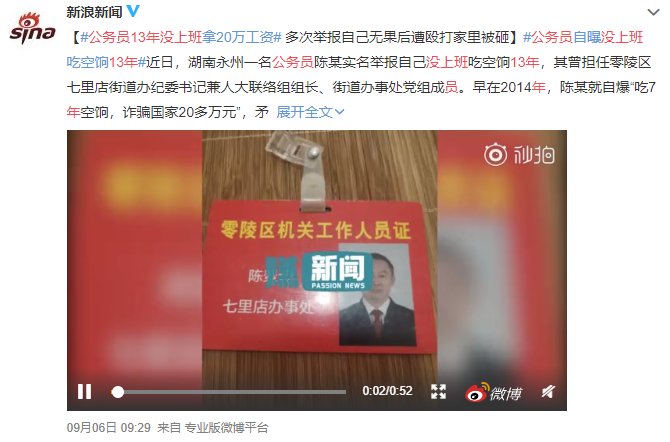 新浪新闻
sina
【#公务员13年没上班拿20万工资# 多次举报自己无果后遭殴打家里被砸】#公务员自曝没上班
吃空饷13年#近日，湖南永州一名公务员陈某实名举报自己没上班吃空饷13年，其曾担任零陵区
七里店街道办纪委书记兼人大联络组组长、街道办事处党组成员。早在2014年，陈某就自爆“吃7
年空饷，诈骗国家20多万元”，矛 展开全文
秒拍
零陵区机关工作人员证
陈
新闻
PASSION NEWS
七里店办事处
0:02/0:52
微博
09月06日 09:29 来自 专业版微博平台